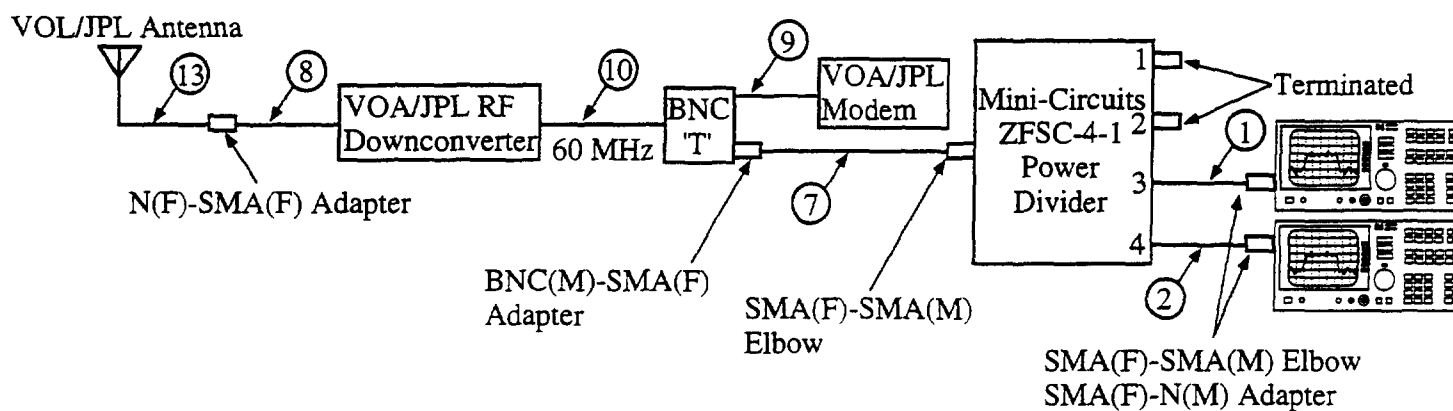 VOL/JPL Antenna
13
8
VOA/JPL RF
Downconverter
10
60 MHz
N(F)-SMA(F) Adapter
BNC
'T'
9
VOA/JPL
Modem
7
BNC(M)-SMA(F)
Adapter
SMA(F)-SMA(M)
Elbow
Mini-Circuits
ZFSC-4-1
Power
Divider
1
2
3
4
Terminated
1
2
SMA(F)-SMA(M) Elbow
SMA(F)-N(M) Adapter